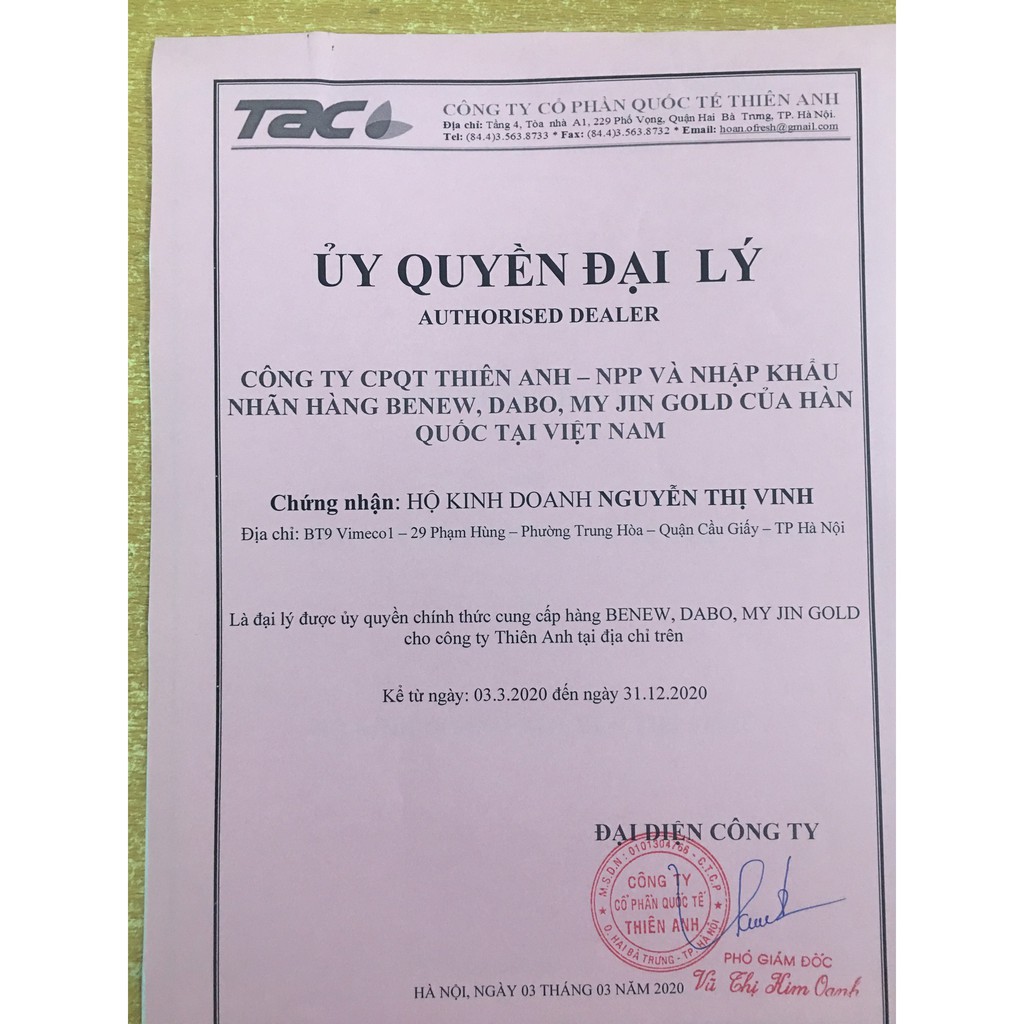 TAC
CÔNG TY CỔ PHẦN QUỐC TẾ THIÊN ANH
Địa chỉ: Tầng 4, Tòa nhà A1, 229 Phố Vọng, Quận Hai Bà Trưng, TP. Hà Nội.
Tel: (84.4)3.563.8733 * Fax: (84.4)3.563.8732 * Email: hoan.ofresh@gmail.com
ỦY QUYỀN ĐẠI LÝ
AUTHORISED DEALER
CÔNG TY CPQT THIÊN ANH – NPP VÀ NHẬP KHẨU
NHÃN HÀNG BENEW, DABO, MY JIN GOLD CỦA HÀN
QUỐC TẠI VIỆT NAM
Chứng nhận: HỘ KINH DOANH NGUYỄN THỊ VINH
Địa chỉ: BT9 Vimeco1 – 29 Phạm Hùng – Phường Trung Hòa – Quận Cầu Giấy – TP Hà Nội
Là đại lý được ủy quyền chính thức cung cấp hàng BENEW, DABO, MY JIN GOLD
cho công ty Thiên Anh tại địa chỉ trên
Kể từ ngày: 03.3.2020 đến ngày 31.12.2020
ĐẠI DIỆN CÔNG TY
M.S.D.N: 0101304766 - C.T.C.P
CÔNG TY
CỔ PHẦN QUỐC TẾ
THIÊN ANH
Q. HAI BÀ TRƯNG - TP. HÀ NỘI
PHÓ GIÁM ĐỐC
Vũ Thị Kim Oanh
HÀ NỘI, NGÀY 03 THÁNG 03 NĂM 2020